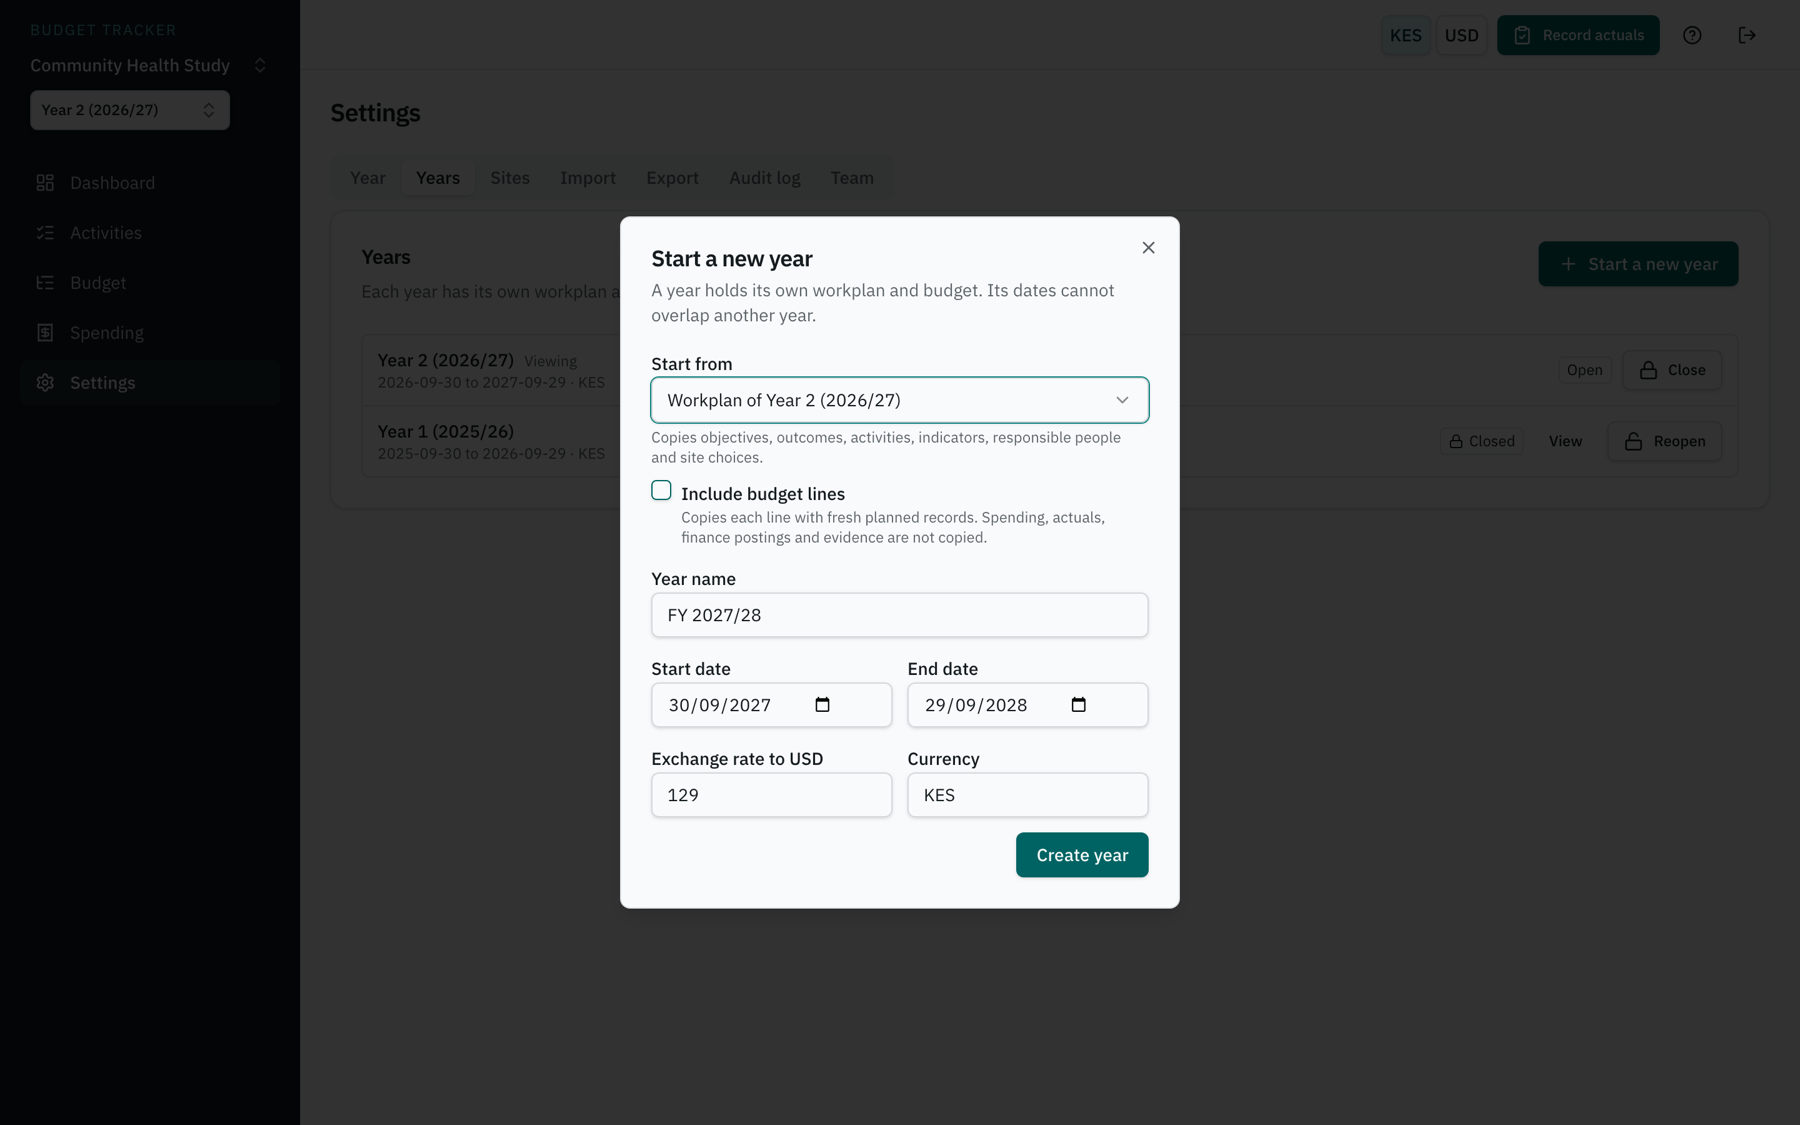 BUDGET TRACKER
Community Health Study
Year 2 (2026/27)
Dashboard
Activities
Budget
Spending
Settings
KES
USD
Record actuals
Settings
Year
Years
Sites
Import
Export
Audit log
Team
Years
Each year has its own workplan a
Start a new year
Year 2 (2026/27) Viewing
2026-09-30 to 2027-09-29 · KES
Open
Close
Year 1 (2025/26)
2025-09-30 to 2026-09-29 · KES
Closed
View
Reopen
Start a new year
A year holds its own workplan and budget. Its dates cannot
overlap another year.
Start from
Workplan of Year 2 (2026/27)
Copies objectives, outcomes, activities, indicators, responsible people
and site choices.
Include budget lines
Copies each line with fresh planned records. Spending, actuals,
finance postings and evidence are not copied.
Year name
FY 2027/28
Start date
End date
30/09/2027
29/09/2028
Exchange rate to USD
Currency
129
KES
Create year